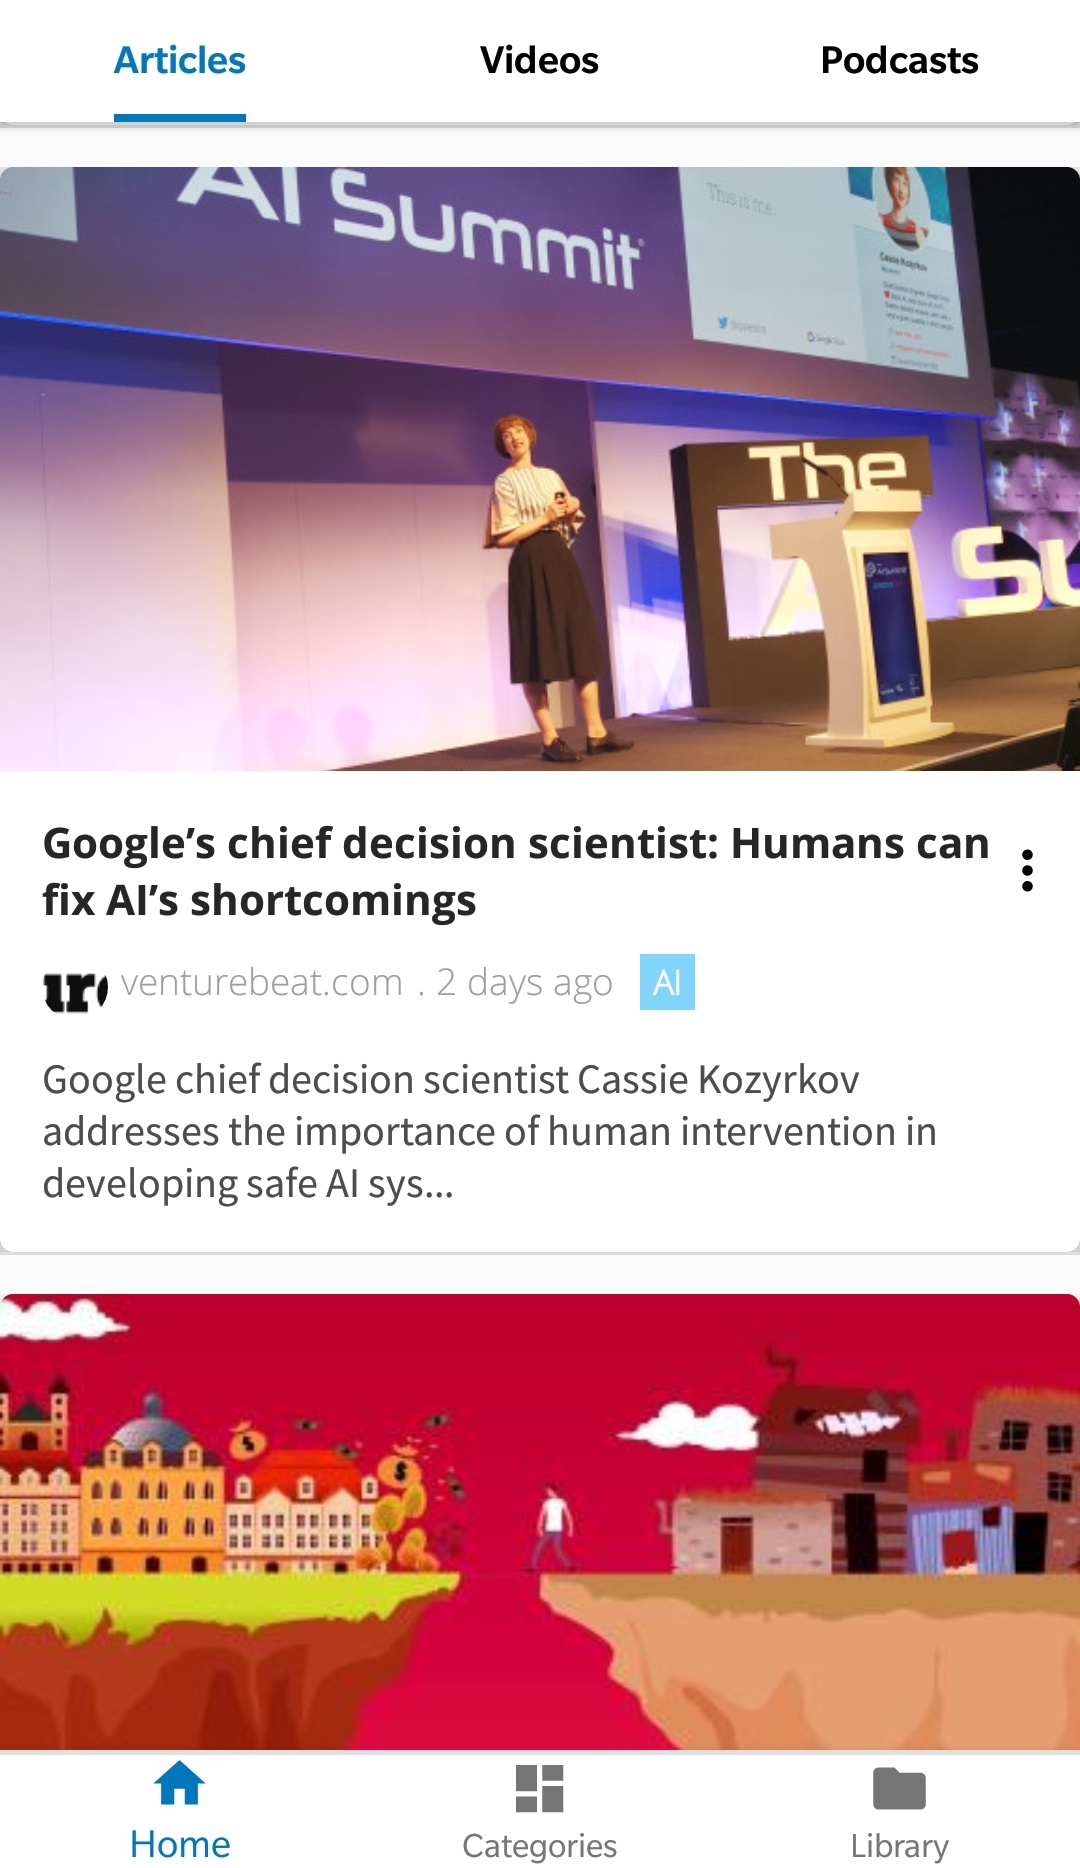 Articles
Videos
Podcasts
AI Summit
This is me.
Cassie Kozyrkov
Google Cloud
The
A Su
Google’s chief decision scientist: Humans can
fix AI’s shortcomings
venturebeat.com . 2 days ago
AI
Google chief decision scientist Cassie Kozyrkov
addresses the importance of human intervention in
developing safe AI sys...
$
$
Home
Categories
Library